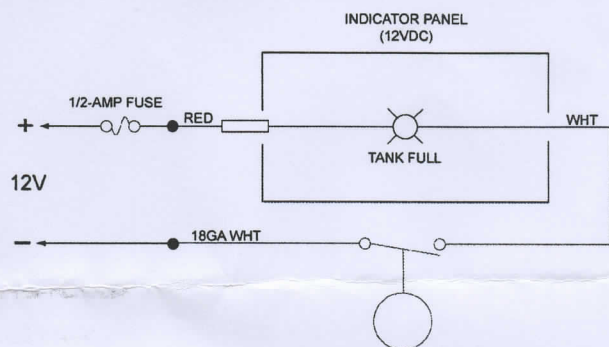 INDICATOR PANEL
(12VDC)
1/2-AMP FUSE
+
RED
WHT
TANK FULL
12V
−
18GA WHT